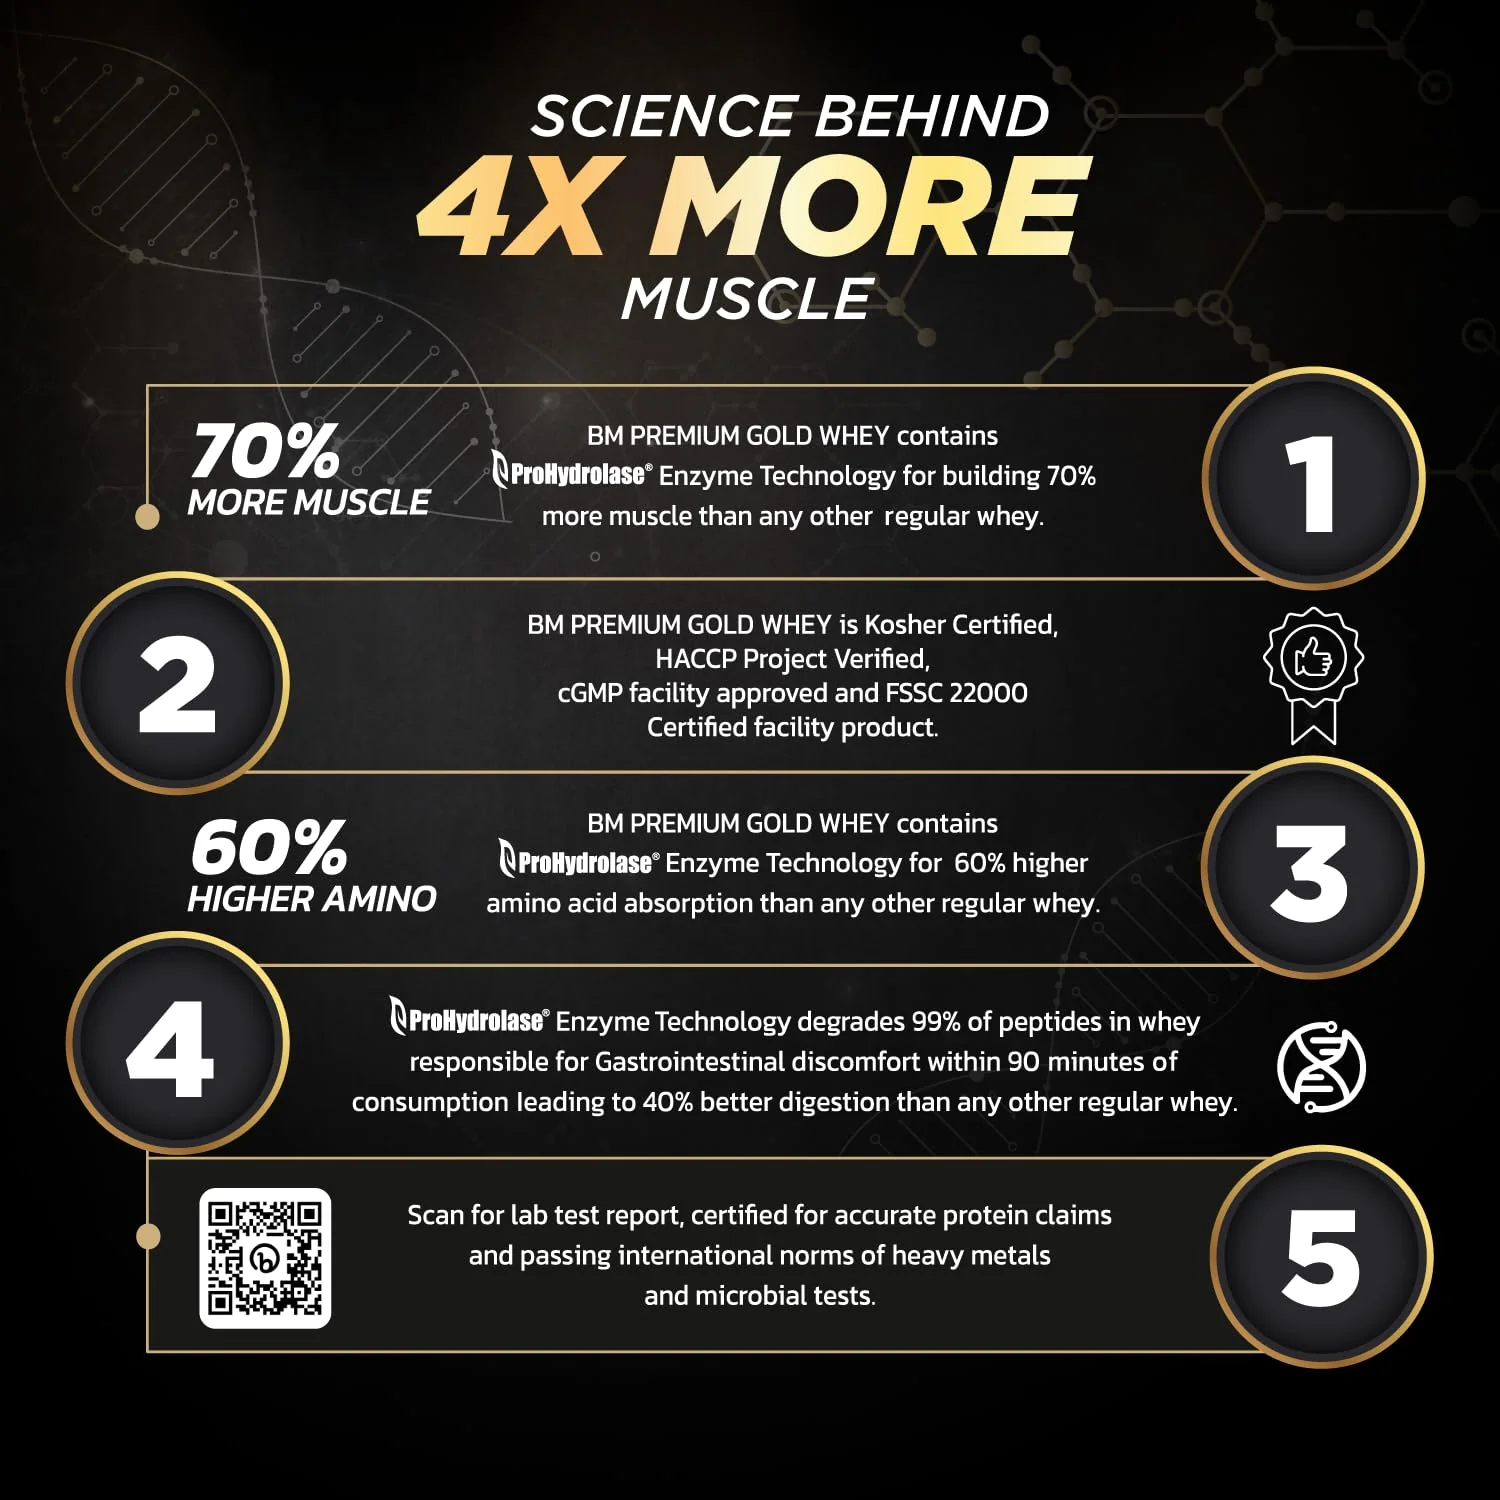 SCIENCE BEHIND
4X MORE
MUSCLE
70%
MORE MUSCLE
BM PREMIUM GOLD WHEY contains
ProHydrolase® Enzyme Technology for building 70%
more muscle than any other regular whey.
1
2
BM PREMIUM GOLD WHEY is Kosher Certified,
HACCP Project Verified,
cGMP facility approved and FSSC 22000
Certified facility product.
60%
HIGHER AMINO
BM PREMIUM GOLD WHEY contains
ProHydrolase® Enzyme Technology for 60% higher
amino acid absorption than any other regular whey.
3
4
ProHydrolase® Enzyme Technology degrades 99% of peptides in whey
responsible for Gastrointestinal discomfort within 90 minutes of
consumption leading to 40% better digestion than any other regular whey.
Scan for lab test report, certified for accurate protein claims
and passing international norms of heavy metals
and microbial tests.
5